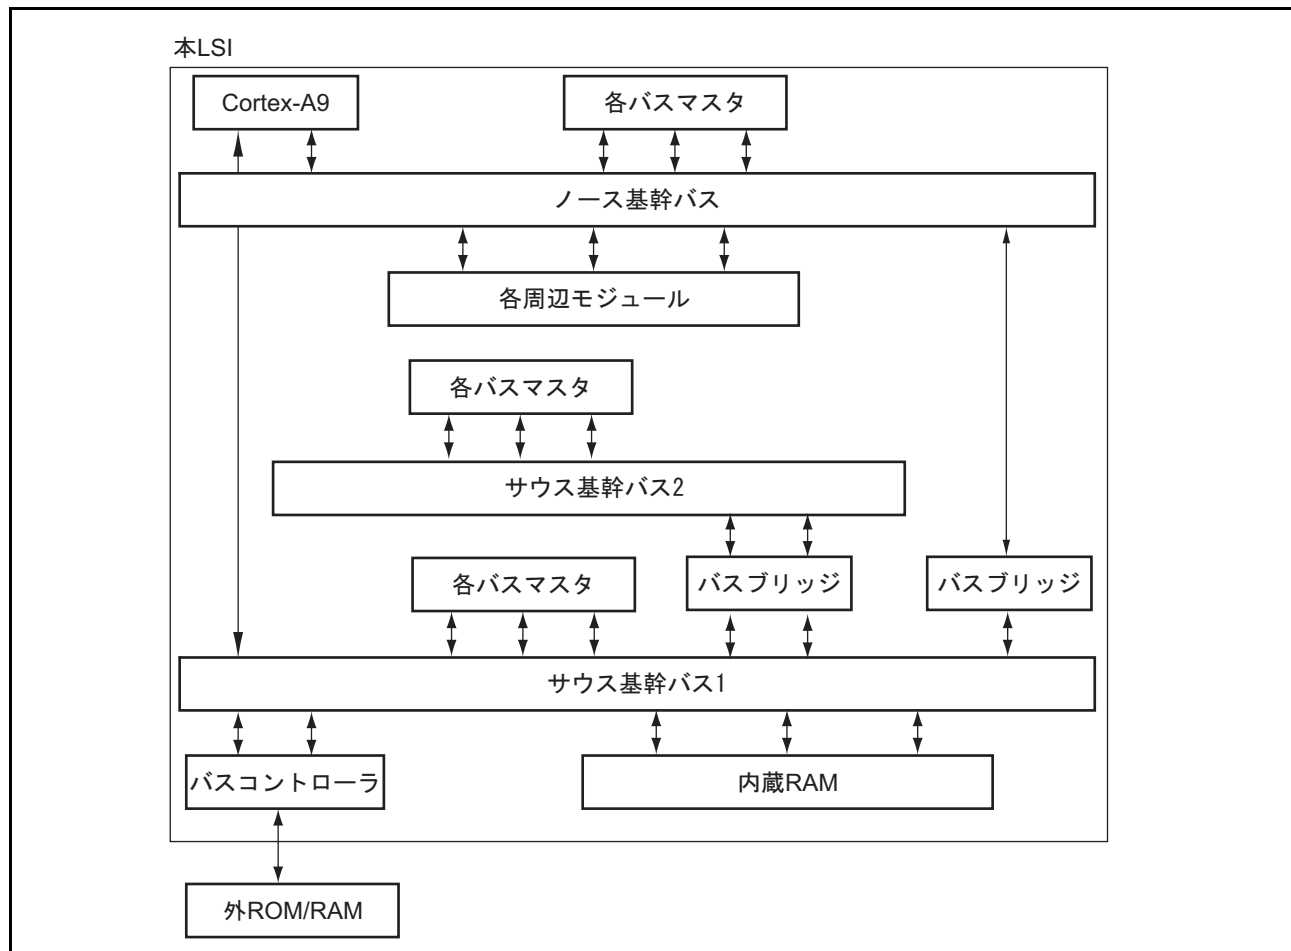 本LSI
Cortex-A9
各バスマスタ
ノース基幹バス
各周辺モジュール
各バスマスタ
サウス基幹バス2
各バスマスタ
バスブリッジ
バスブリッジ
サウス基幹バス1
バスコントローラ
内蔵RAM
外ROM/RAM